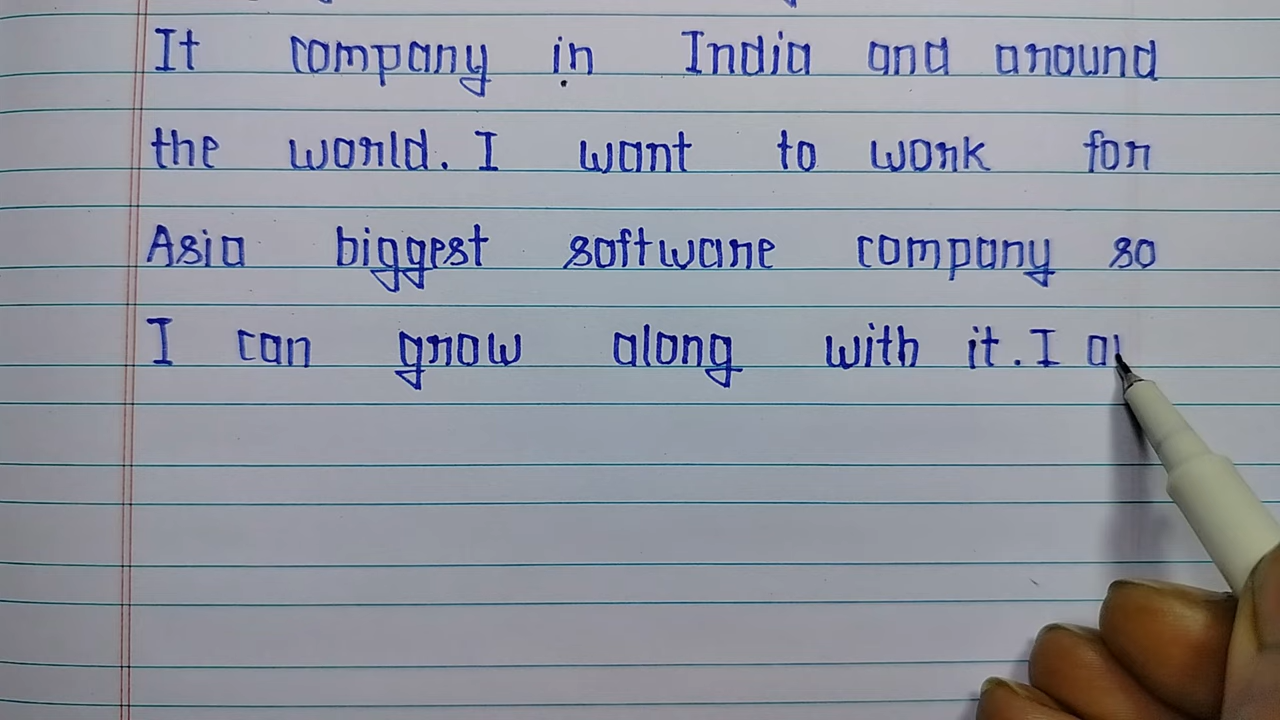 It company in India and around
the world. I want to work for
Asia biggest software company so
I can grow along with it. I